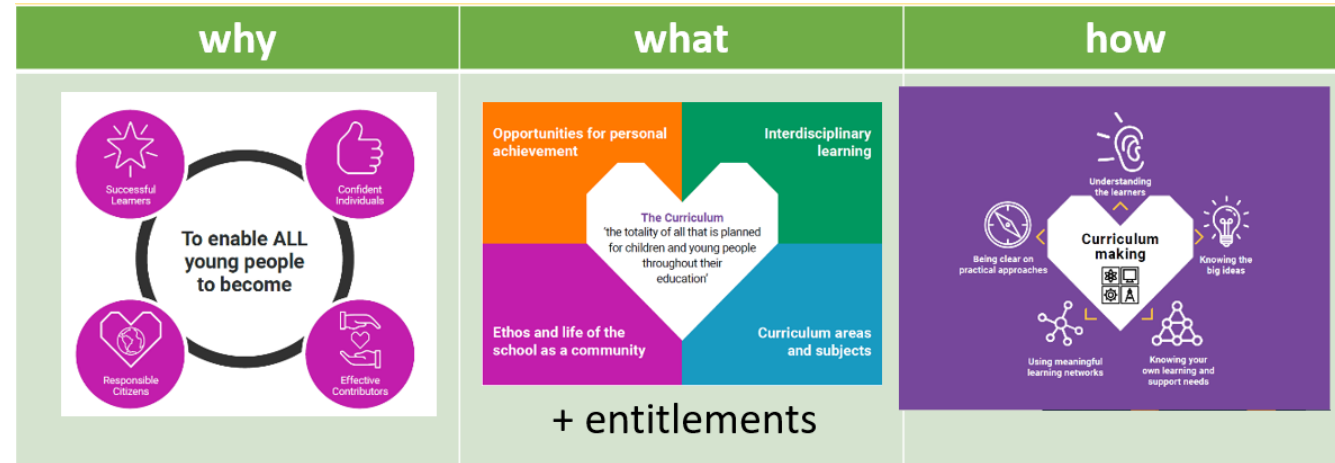 why
what
how
Successful
Learners
Confident
Individuals
To enable ALL
young people
to become
Responsible
Citizens
Effective
Contributors
Opportunities for personal
achievement
Interdisciplinary
learning
The Curriculum
'the totality of all that is planned
for children and young people
throughout their
education'
Ethos and life of the
school as a community
Curriculum areas
and subjects
+ entitlements
Understanding
the learners
Being clear on
practical approaches
Curriculum
making
Knowing the
big ideas
Using meaningful
learning networks
Knowing your
own learning and
support needs